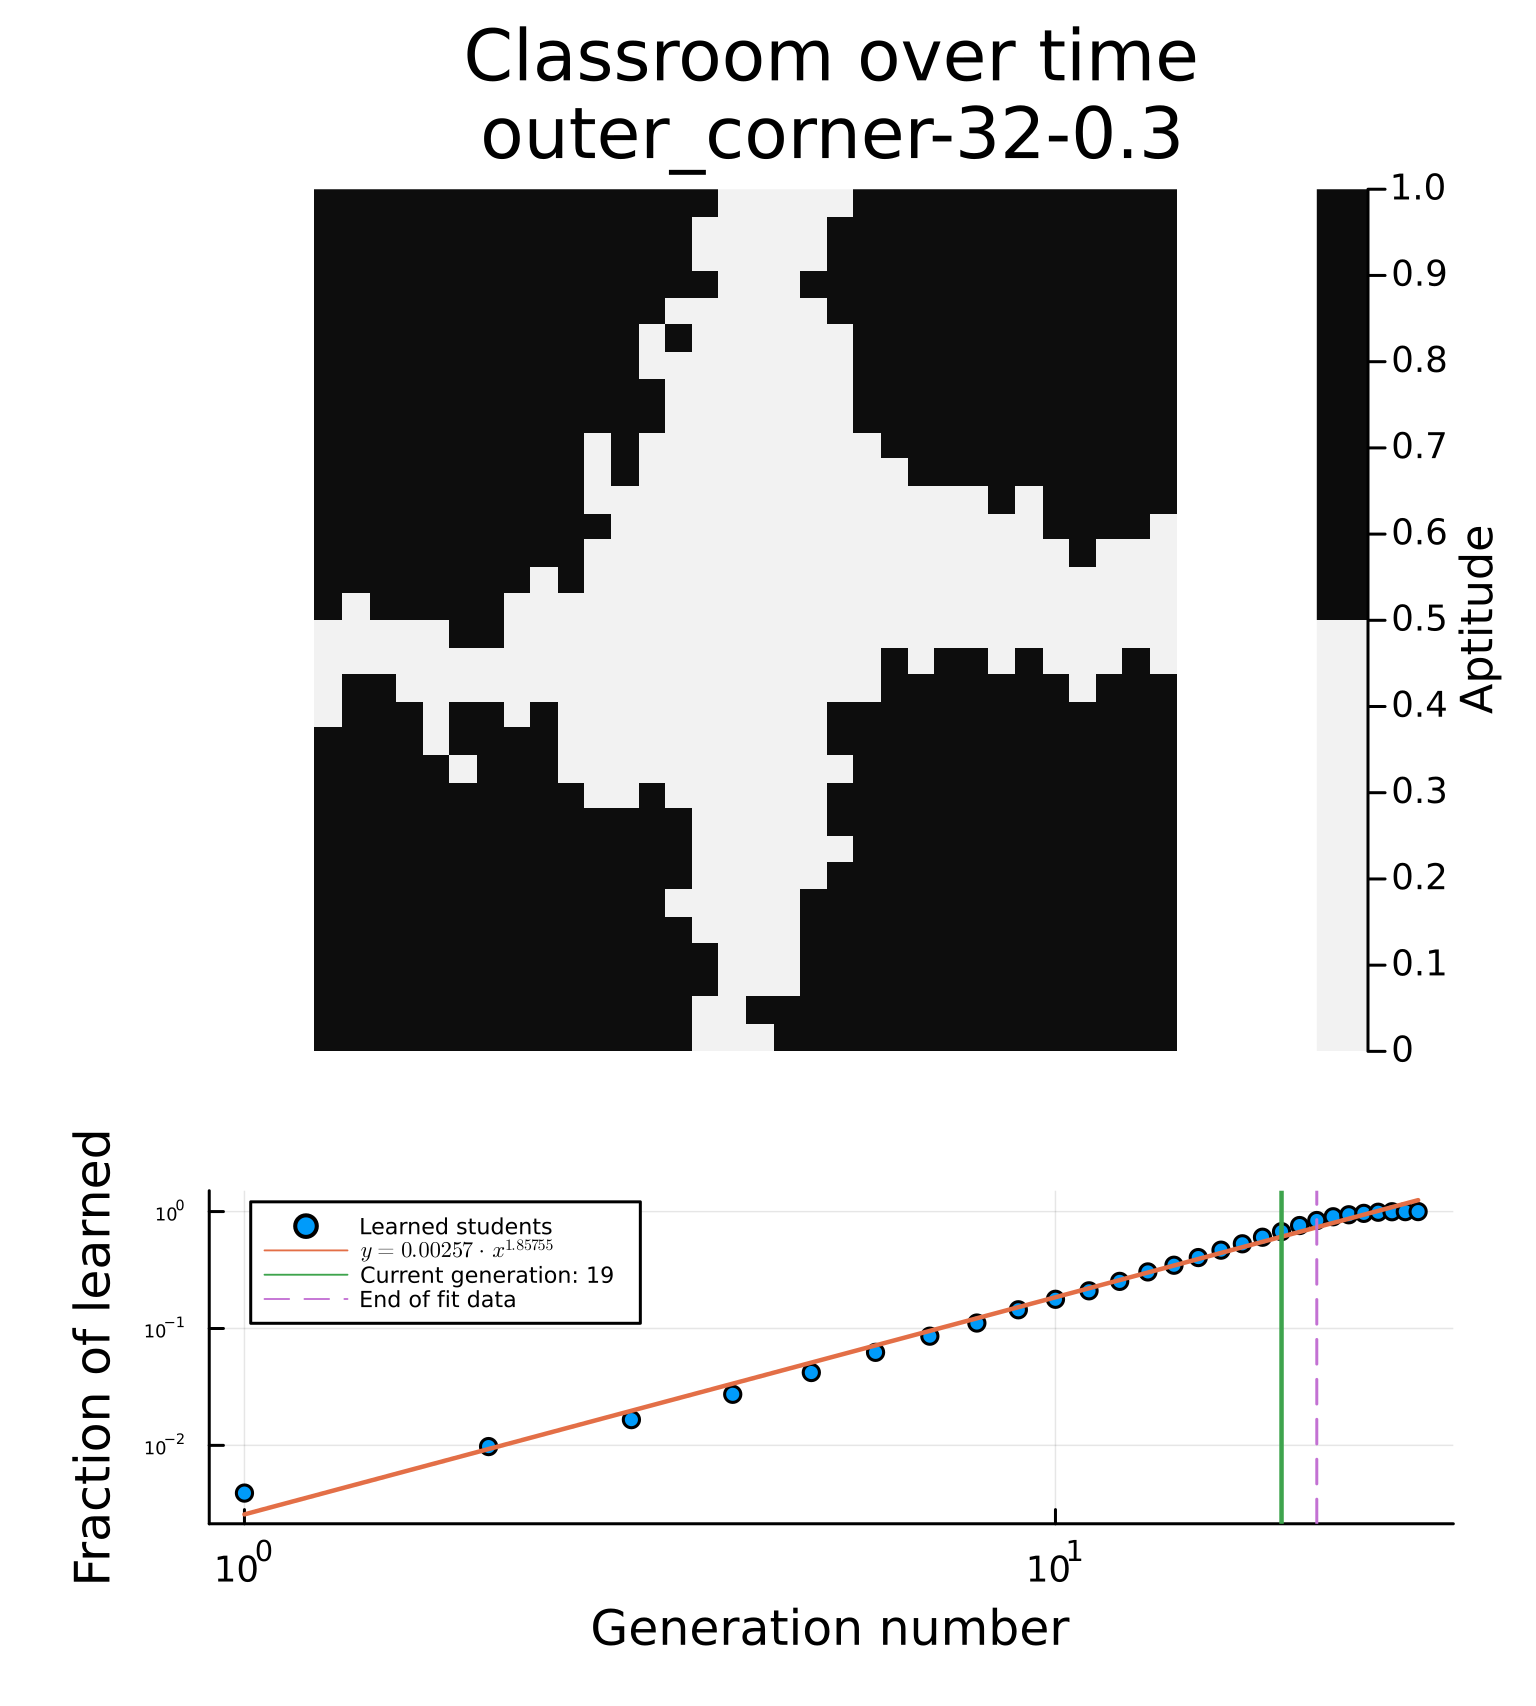 Classroom over time
outer_corner-32-0.3
1.0
0.9
0.8
0.7
0.6
0.5
0.4
0.3
0.2
0.1
0
Aptitude
Fraction of learned
10⁰
10⁻¹
10⁻²
Learned students
y = 0.00257 · x^1.85755
Current generation: 19
End of fit data
10⁰
10¹
Generation number